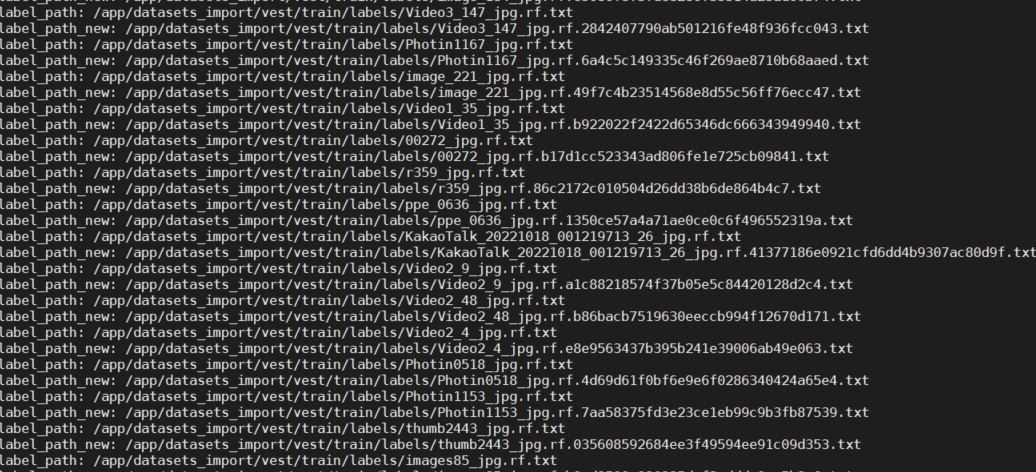 label_path: /app/datasets_import/vest/train/labels/Video3_147_jpg.rf.txt
label_path_new: /app/datasets_import/vest/train/labels/Video3_147_jpg.rf.2842407790ab501216fe48f936fcc043.txt
label_path: /app/datasets_import/vest/train/labels/Photin1167_jpg.rf.txt
label_path_new: /app/datasets_import/vest/train/labels/Photin1167_jpg.rf.6a4c5c149335c46f269ae8710b68aaed.txt
label_path: /app/datasets_import/vest/train/labels/image_221_jpg.rf.txt
label_path_new: /app/datasets_import/vest/train/labels/image_221_jpg.rf.49f7c4b23514568e8d55c56ff76ecc47.txt
label_path: /app/datasets_import/vest/train/labels/Video1_35_jpg.rf.txt
label_path_new: /app/datasets_import/vest/train/labels/Video1_35_jpg.rf.b922022f2422d65346dc666343949940.txt
label_path: /app/datasets_import/vest/train/labels/00272_jpg.rf.txt
label_path_new: /app/datasets_import/vest/train/labels/00272_jpg.rf.b17d1cc523343ad806fe1e725cb09841.txt
label_path: /app/datasets_import/vest/train/labels/r359_jpg.rf.txt
label_path_new: /app/datasets_import/vest/train/labels/r359_jpg.rf.86c2172c010504d26dd38b6de864b4c7.txt
label_path: /app/datasets_import/vest/train/labels/ppe_0636_jpg.rf.txt
label_path_new: /app/datasets_import/vest/train/labels/ppe_0636_jpg.rf.1350ce57a4a71ae0ce0c6f496552319a.txt
label_path: /app/datasets_import/vest/train/labels/KakaoTalk_20221018_001219713_26_jpg.rf.txt
label_path_new: /app/datasets_import/vest/train/labels/KakaoTalk_20221018_001219713_26_jpg.rf.41377186e0921cfd6dd4b9307ac80d9f.txt
label_path: /app/datasets_import/vest/train/labels/Video2_9_jpg.rf.txt
label_path_new: /app/datasets_import/vest/train/labels/Video2_9_jpg.rf.a1c88218574f37b05e5c84420128d2c4.txt
label_path: /app/datasets_import/vest/train/labels/Video2_48_jpg.rf.txt
label_path_new: /app/datasets_import/vest/train/labels/Video2_48_jpg.rf.b86bacb7519630eeccb994f12670d171.txt
label_path: /app/datasets_import/vest/train/labels/Video2_4_jpg.rf.txt
label_path_new: /app/datasets_import/vest/train/labels/Video2_4_jpg.rf.e8e9563437b395b241e39006ab49e063.txt
label_path: /app/datasets_import/vest/train/labels/Photin0518_jpg.rf.txt
label_path_new: /app/datasets_import/vest/train/labels/Photin0518_jpg.rf.4d69d61f0bf6e9e6f0286340424a65e4.txt
label_path: /app/datasets_import/vest/train/labels/Photin1153_jpg.rf.txt
label_path_new: /app/datasets_import/vest/train/labels/Photin1153_jpg.rf.7aa58375fd3e23ce1eb99c9b3fb87539.txt
label_path: /app/datasets_import/vest/train/labels/thumb2443_jpg.rf.txt
label_path_new: /app/datasets_import/vest/train/labels/thumb2443_jpg.rf.035608592684ee3f49594ee91c09d353.txt
label_path: /app/datasets_import/vest/train/labels/images85_jpg.rf.txt